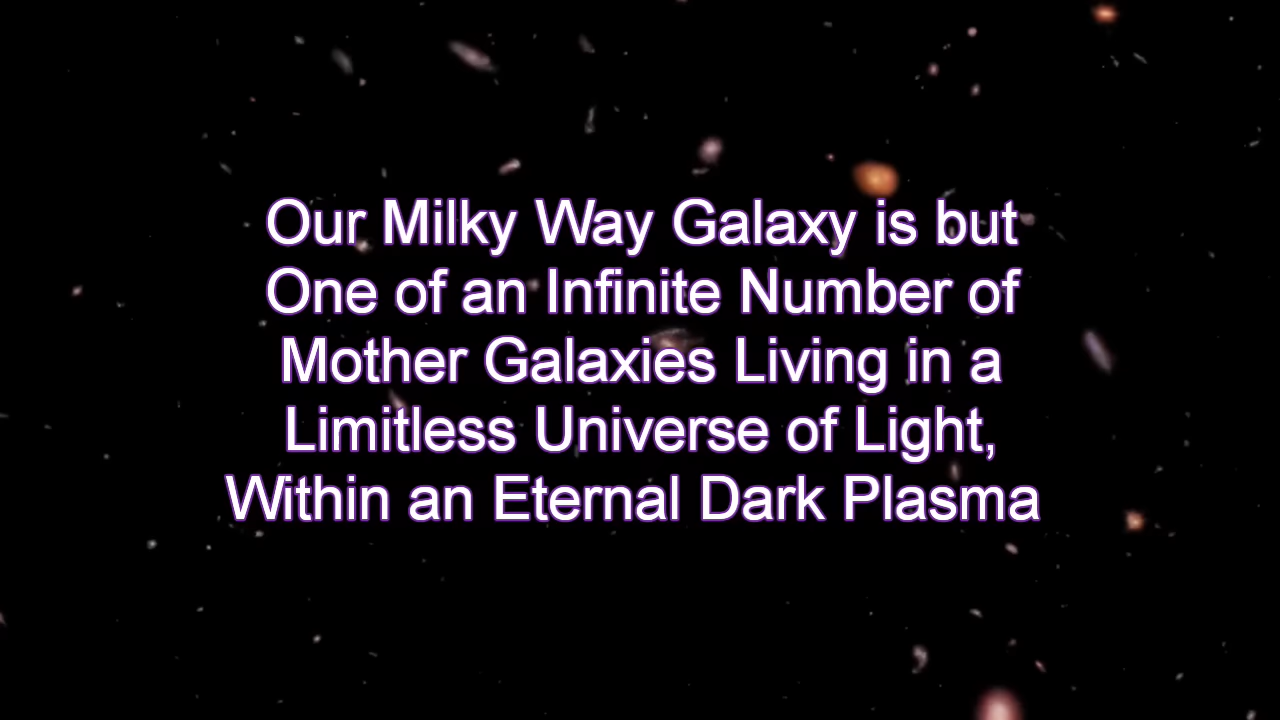 Our Milky Way Galaxy is but
One of an Infinite Number of
Mother Galaxies Living in a
Limitless Universe of Light,
Within an Eternal Dark Plasma